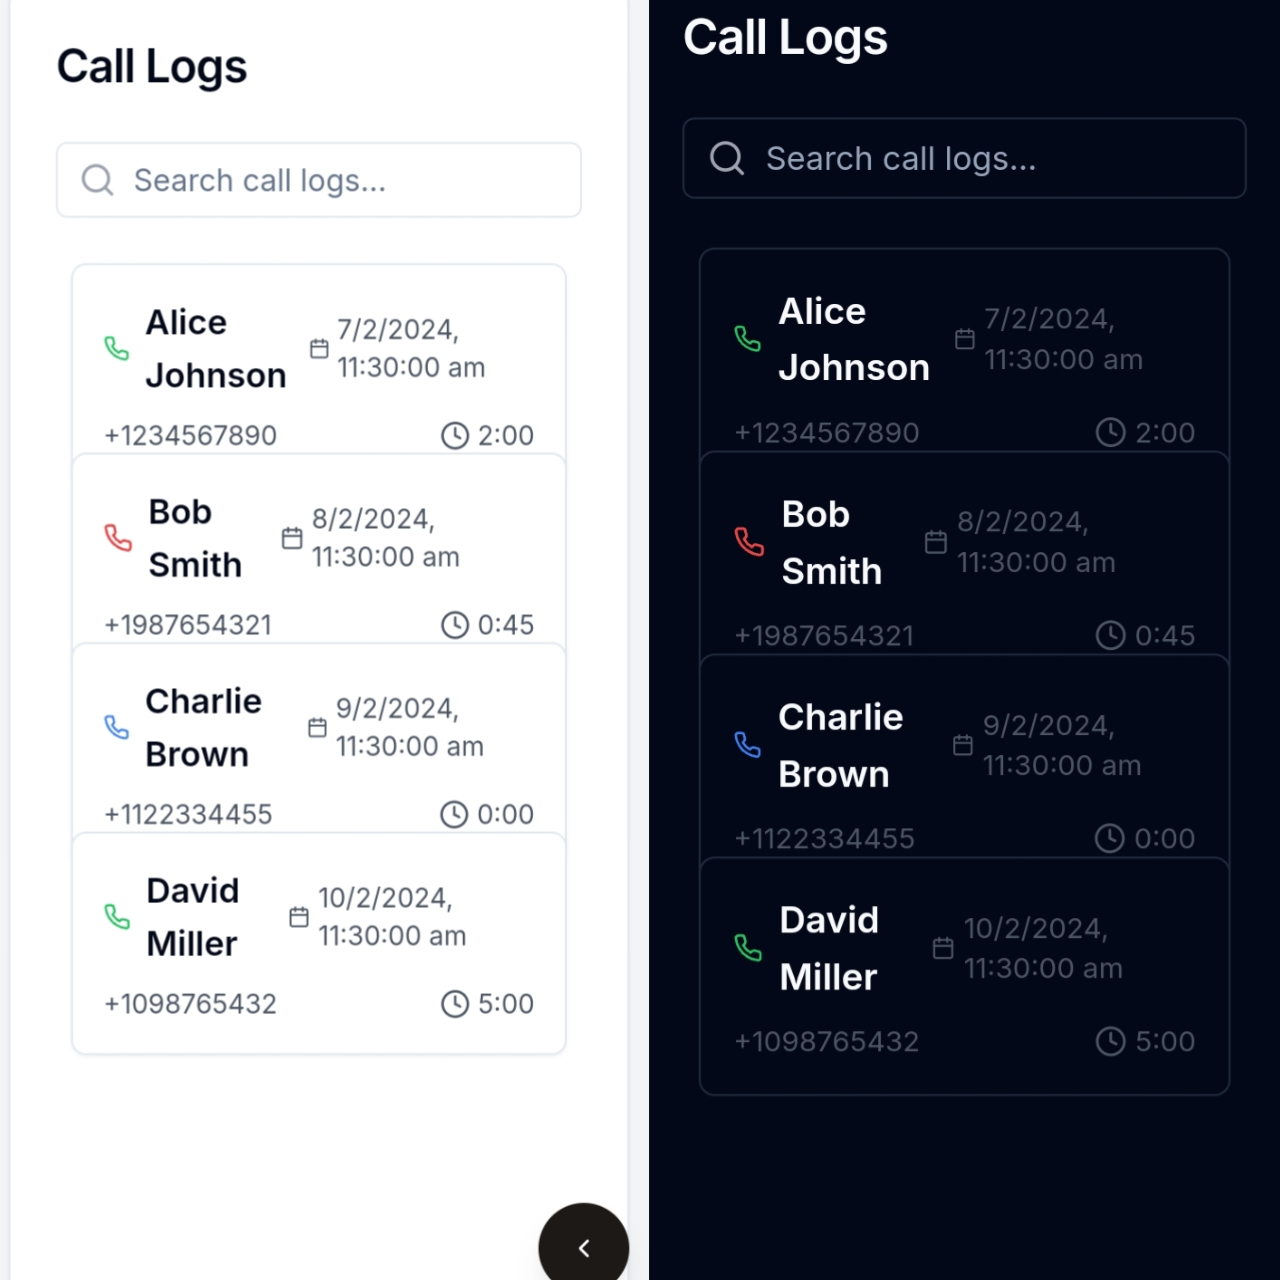 Call Logs
Search call logs...
Alice
Johnson
7/2/2024,
11:30:00 am
+1234567890
2:00
Bob
Smith
8/2/2024,
11:30:00 am
+1987654321
0:45
Charlie
Brown
9/2/2024,
11:30:00 am
+1122334455
0:00
David
Miller
10/2/2024,
11:30:00 am
+1098765432
5:00
Call Logs
Search call logs...
Alice
Johnson
7/2/2024,
11:30:00 am
+1234567890
2:00
Bob
Smith
8/2/2024,
11:30:00 am
+1987654321
0:45
Charlie
Brown
9/2/2024,
11:30:00 am
+1122334455
0:00
David
Miller
10/2/2024,
11:30:00 am
+1098765432
5:00